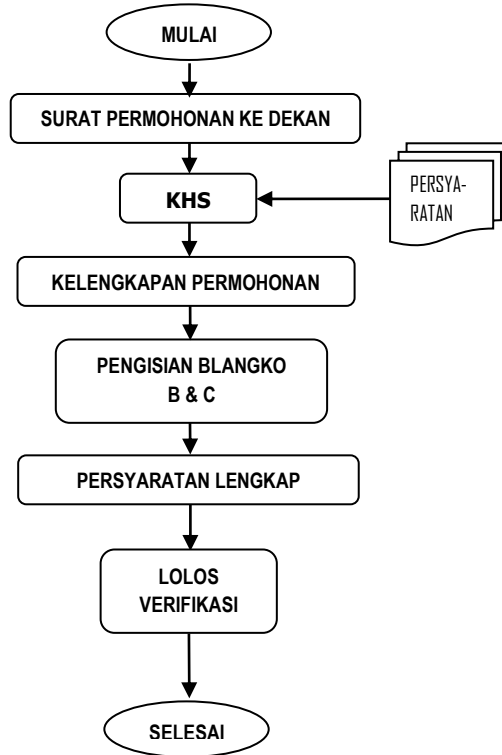 MULAI
SURAT PERMOHONAN KE DEKAN
KHS
PERSYA-
RATAN
KELENGKAPAN PERMOHONAN
PENGISIAN BLANGKO
B & C
PERSYARATAN LENGKAP
LOLOS
VERIFIKASI
SELESAI